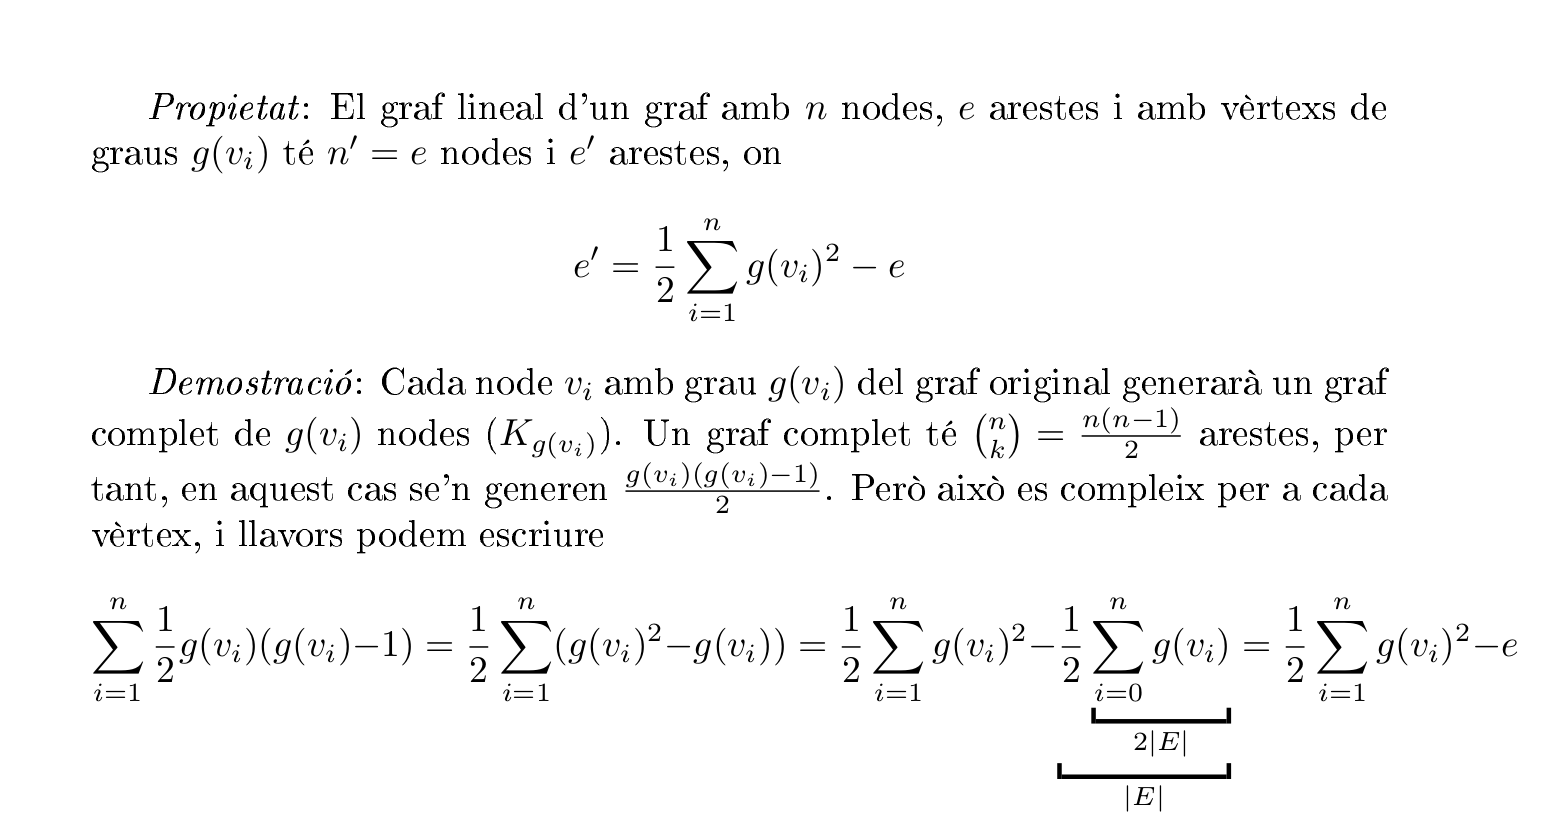 Propietat: El graf lineal d'un graf amb n nodes, e arestes i amb vèrtexs de
graus g(v_i) té n′ = e nodes i e′ arestes, on
e′ = \frac{1}{2} \sum_{i=1}^{n} g(v_i)^2 − e
Demostració: Cada node v_i amb grau g(v_i) del graf original generarà un graf
complet de g(v_i) nodes (K_{g(v_i)}). Un graf complet té \binom{n}{k} = \frac{n(n−1)}{2} arestes, per
tant, en aquest cas se'n generen \frac{g(v_i)(g(v_i)−1)}{2}. Però això es compleix per a cada
vèrtex, i llavors podem escriure
\sum_{i=1}^{n} \frac{1}{2} g(v_i)(g(v_i)−1) = \frac{1}{2} \sum_{i=1}^{n} (g(v_i)^2−g(v_i)) = \frac{1}{2} \sum_{i=1}^{n} g(v_i)^2 − \frac{1}{2} \sum_{i=0}^{n} g(v_i) = \frac{1}{2} \sum_{i=1}^{n} g(v_i)^2−e
2|E|
|E|